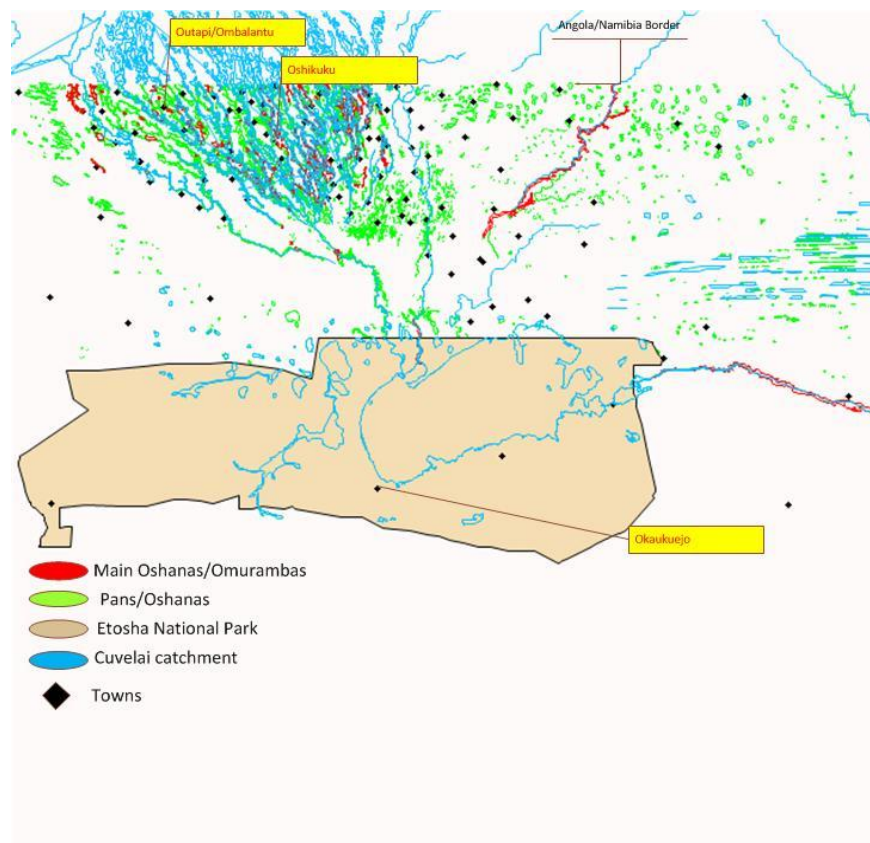 Outapi/Ombalantu
Angola/Namibia Border
Oshikuku
Okaukuejo
Main Oshanas/Omurambas
Pans/Oshanas
Etosha National Park
Cuvelai catchment
Towns